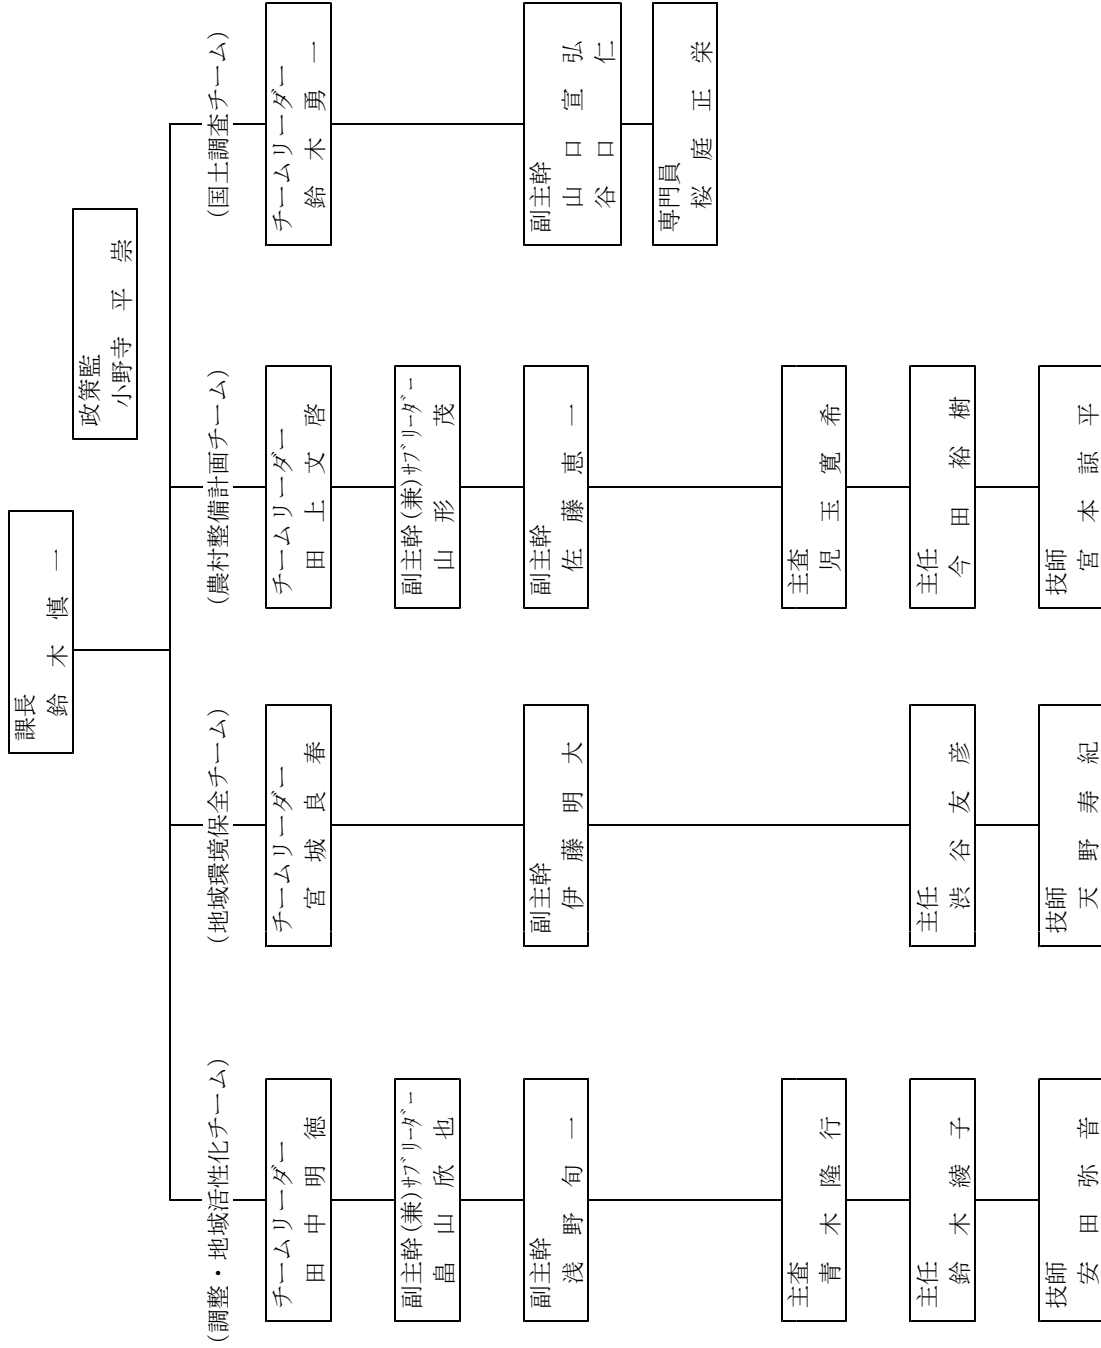 課長
鈴木 慎一
政策監
小野寺 平 崇
(調整・地域活性化チーム)
チームリーダー
田中 明徳
副主幹(兼)サブリーダー
畠山 欣也
副主幹
浅野 旬一
主査
青木 隆行
主任
鈴木 綾子
技師
安田 弥音
(地域環境保全チーム)
チームリーダー
宮城 良春
副主幹
伊藤 明大
主任
渋谷 友彦
技師
天野 寿紀
(農村整備計画チーム)
チームリーダー
田上 文啓
副主幹(兼)サブリーダー
山形 茂
副主幹
佐藤 恵一
主査
児玉 寛希
主任
今田 裕樹
技師
宮本 諒平
(国土調査チーム)
チームリーダー
鈴木 勇一
副主幹
山口 宣弘
谷口 仁
専門員
桜庭 正栄